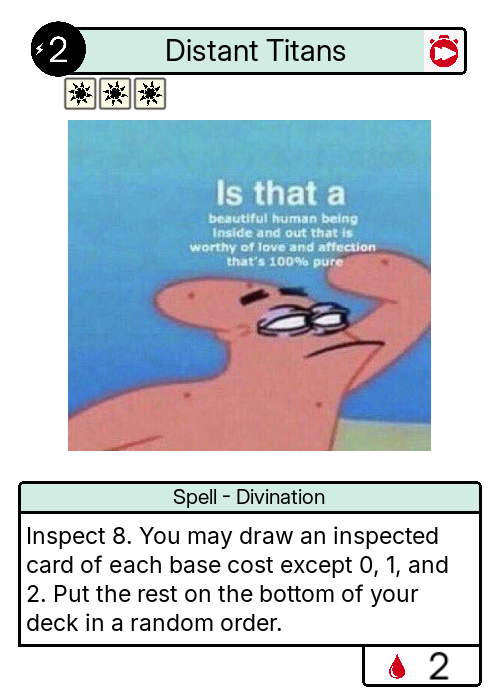 2
Distant Titans
Is that a
beautiful human being
inside and out that is
worthy of love and affection
that's 100% pure
Spell - Divination
Inspect 8. You may draw an inspected
card of each base cost except 0, 1, and
2. Put the rest on the bottom of your
deck in a random order.
2